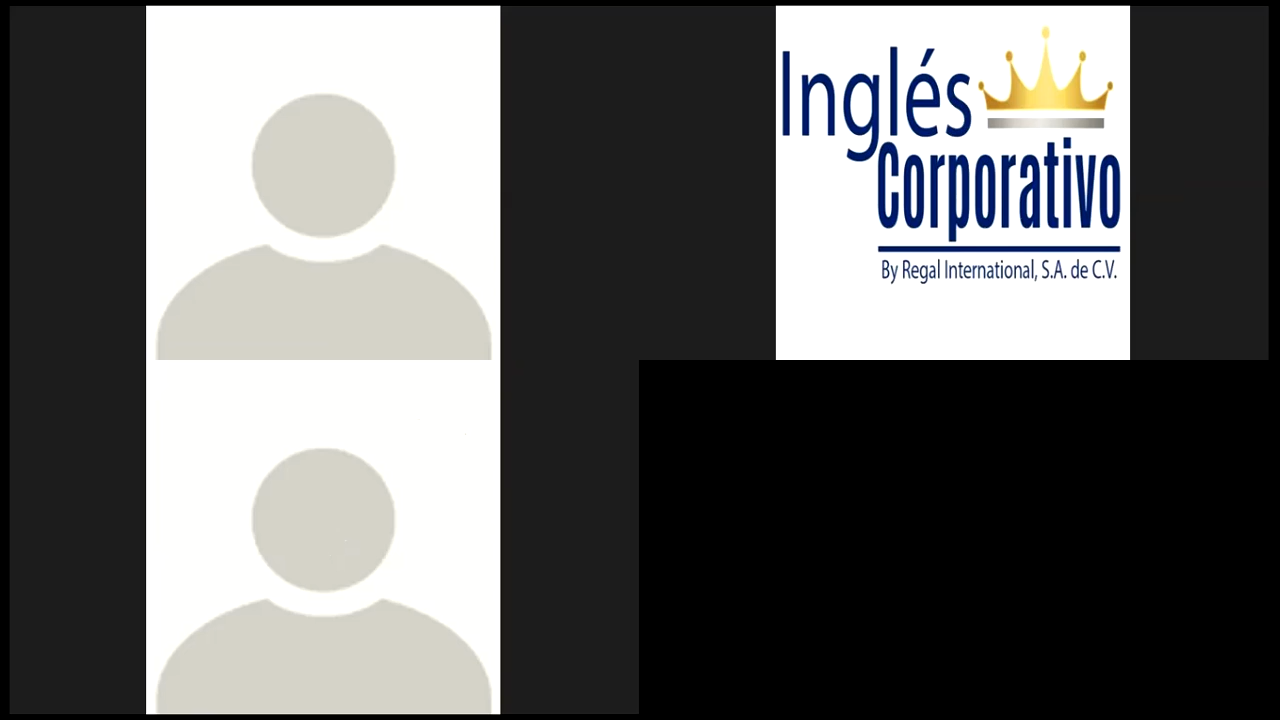 Inglés
Corporativo
By Regal International, S.A. de C.V.